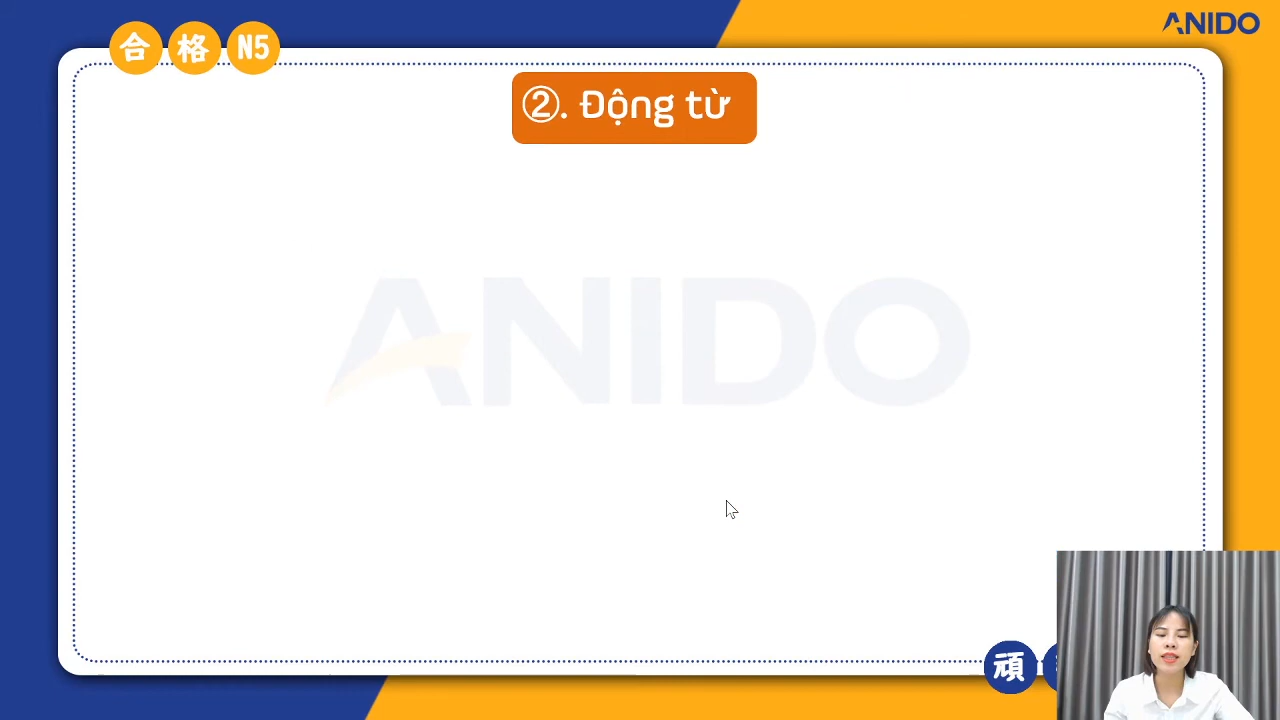 合格 N5
ANIDO
②. Động từ
ANIDO
頑